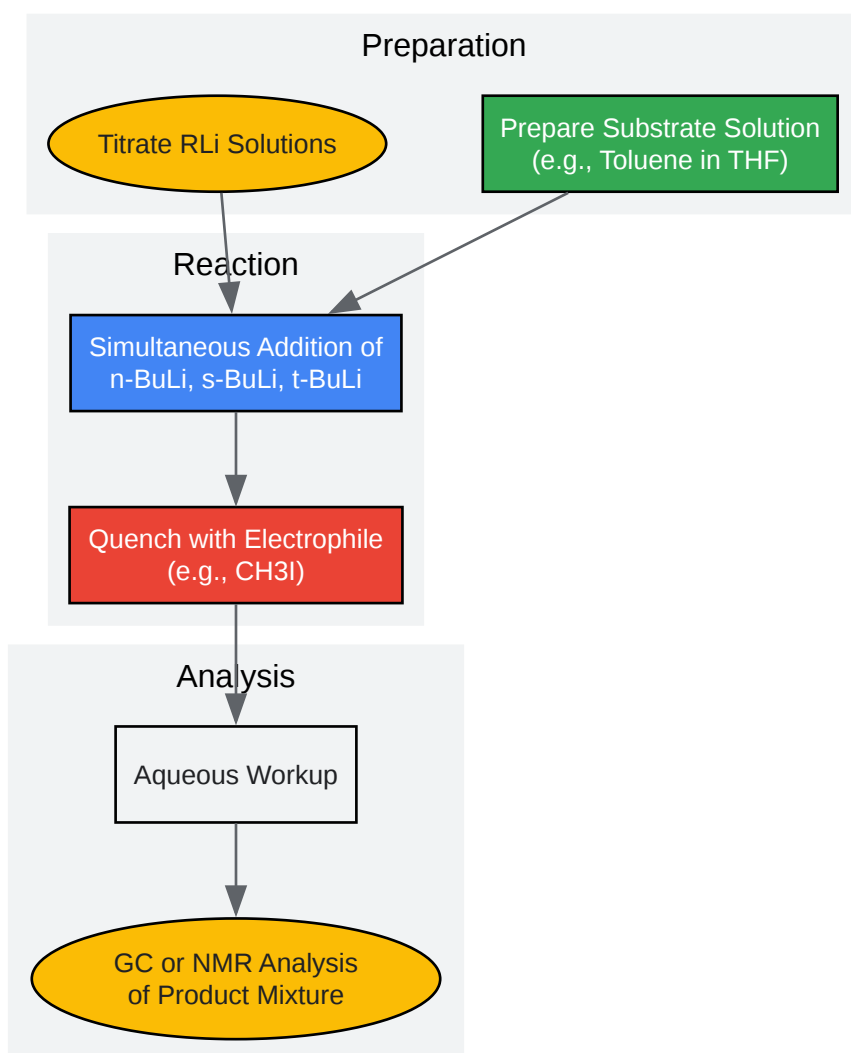 Preparation
Titrate RLi Solutions
Prepare Substrate Solution
(e.g., Toluene in THF)
Reaction
Simultaneous Addition of
n-BuLi, s-BuLi, t-BuLi
Quench with Electrophile
(e.g., CH3I)
Analysis
Aqueous Workup
GC or NMR Analysis
of Product Mixture